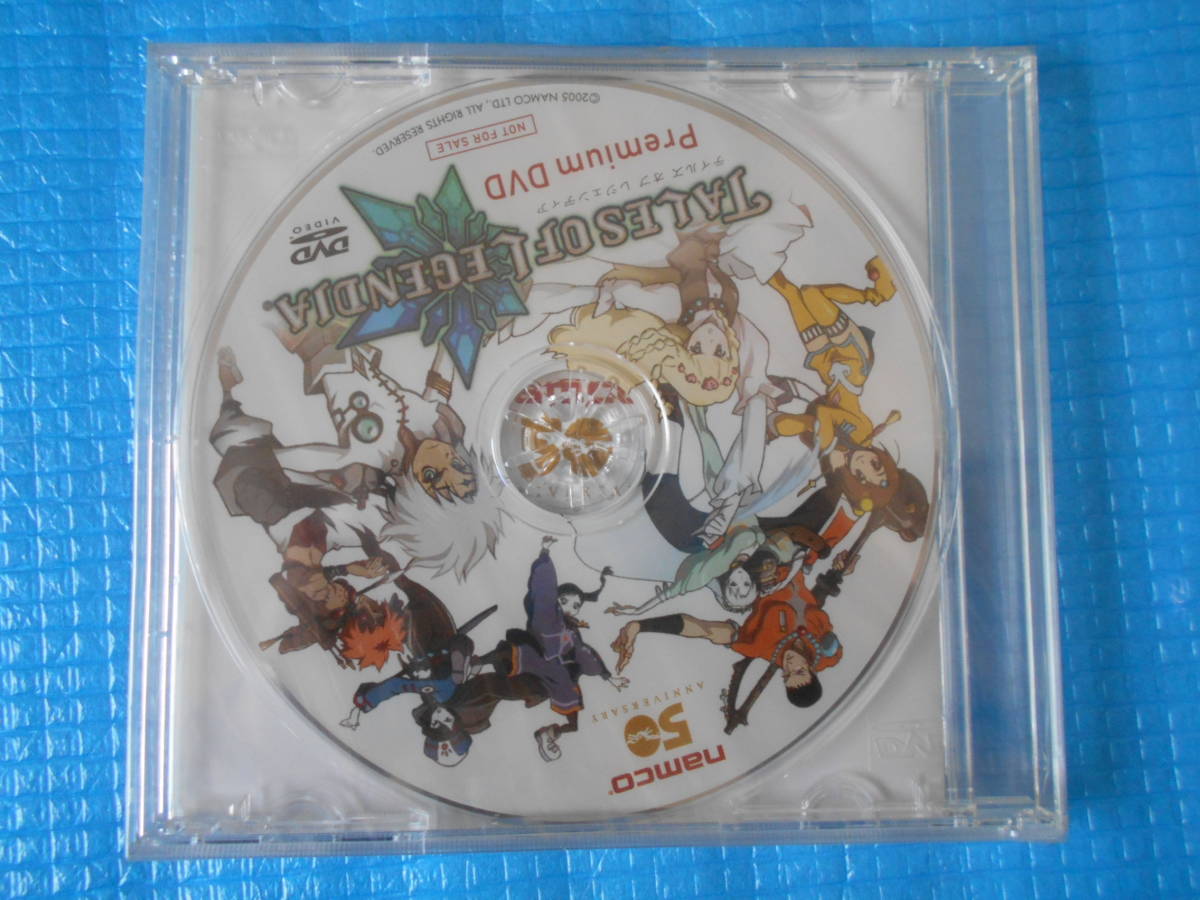 namco®
50
ANNIVERSARY
TALES OF LEGENDIA®
テイルズ オブ レジェンディア
Premium DVD
NOT FOR SALE
DVD
VIDEO™
©2005 NAMCO LTD., ALL RIGHTS RESERVED.